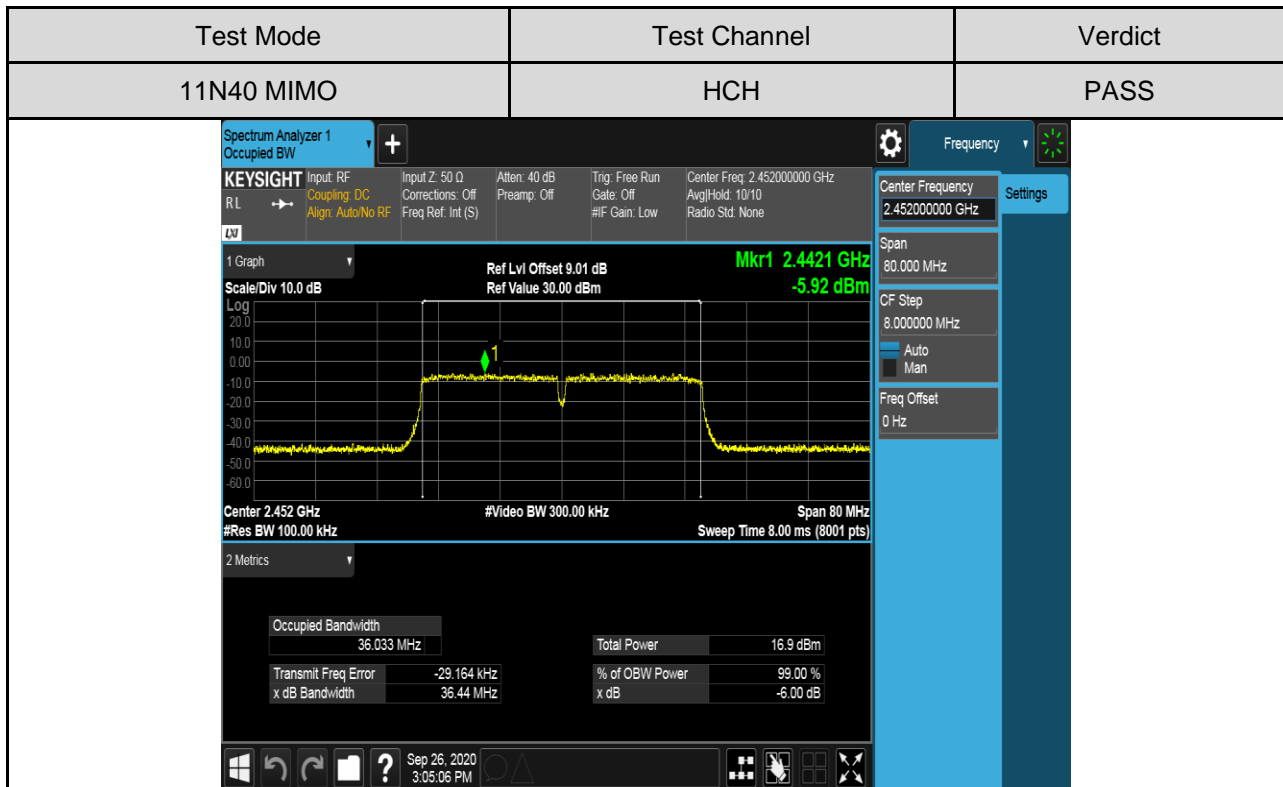 Test Mode Test Channel Verdict
11N40 MIMO HCH PASS
Spectrum Analyzer 1
Occupied BW
+
Frequency
KEYSIGHT Input: RF Input Z: 50 Ω Atten: 40 dB Trig: Free Run Center Freq: 2.452000000 GHz
RL Coupling: DC Corrections: Off Preamp: Off Gate: Off Avg|Hold: 10/10
Align: Auto/No RF Freq Ref: Int (S) #IF Gain: Low Radio Std: None
LXI
Center Frequency
2.452000000 GHz
Settings
Span
80.000 MHz
CF Step
8.000000 MHz
Auto
Man
Freq Offset
0 Hz
1 Graph
Ref Lvl Offset 9.01 dB Mkr1 2.4421 GHz
Scale/Div 10.0 dB Ref Value 30.00 dBm -5.92 dBm
Log
20.0
10.0
0.00
-10.0
-20.0
-30.0
-40.0
-50.0
-60.0
1
Center 2.452 GHz #Video BW 300.00 kHz Span 80 MHz
#Res BW 100.00 kHz Sweep Time 8.00 ms (8001 pts)
2 Metrics
Occupied Bandwidth
36.033 MHz
Total Power 16.9 dBm
Transmit Freq Error -29.164 kHz % of OBW Power 99.00 %
x dB Bandwidth 36.44 MHz x dB -6.00 dB
?
Sep 26, 2020
3:05:06 PM